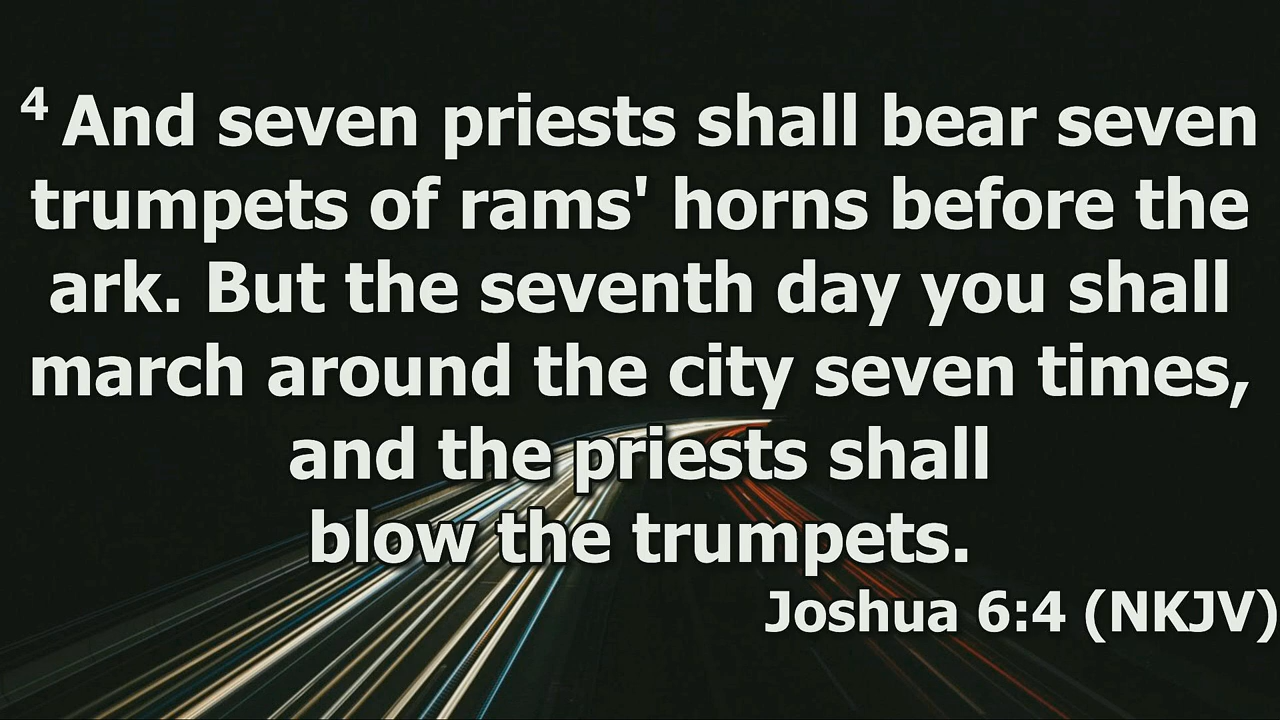 4 And seven priests shall bear seven
trumpets of rams' horns before the
ark. But the seventh day you shall
march around the city seven times,
and the priests shall
blow the trumpets.
Joshua 6:4 (NKJV)